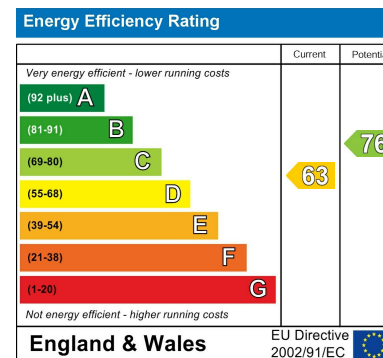 Energy Efficiency Rating
Current Potenti
Very energy efficient - lower running costs
(92 plus) A
(81-91) B
(69-80) C
(55-68) D
(39-54) E
(21-38) F
(1-20) G
63
76
Not energy efficient - higher running costs
England & Wales
EU Directive
2002/91/EC